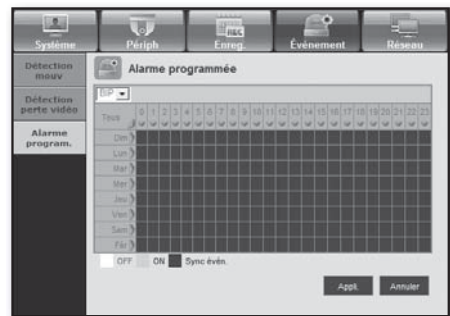 Système Périph Enreg. Événement Réseau
Détection
mouv
Détection
perte vidéo
Alarme
program.
Alarme programmée
BIP
Tous 0 1 2 3 4 5 6 7 8 9 10 11 12 13 14 15 16 17 18 19 20 21 22 23
Dim
Lun
Mar
Mer
Jeu
Ven
Sam
Fér
OFF ON Sync évén.
Appl. Annuler